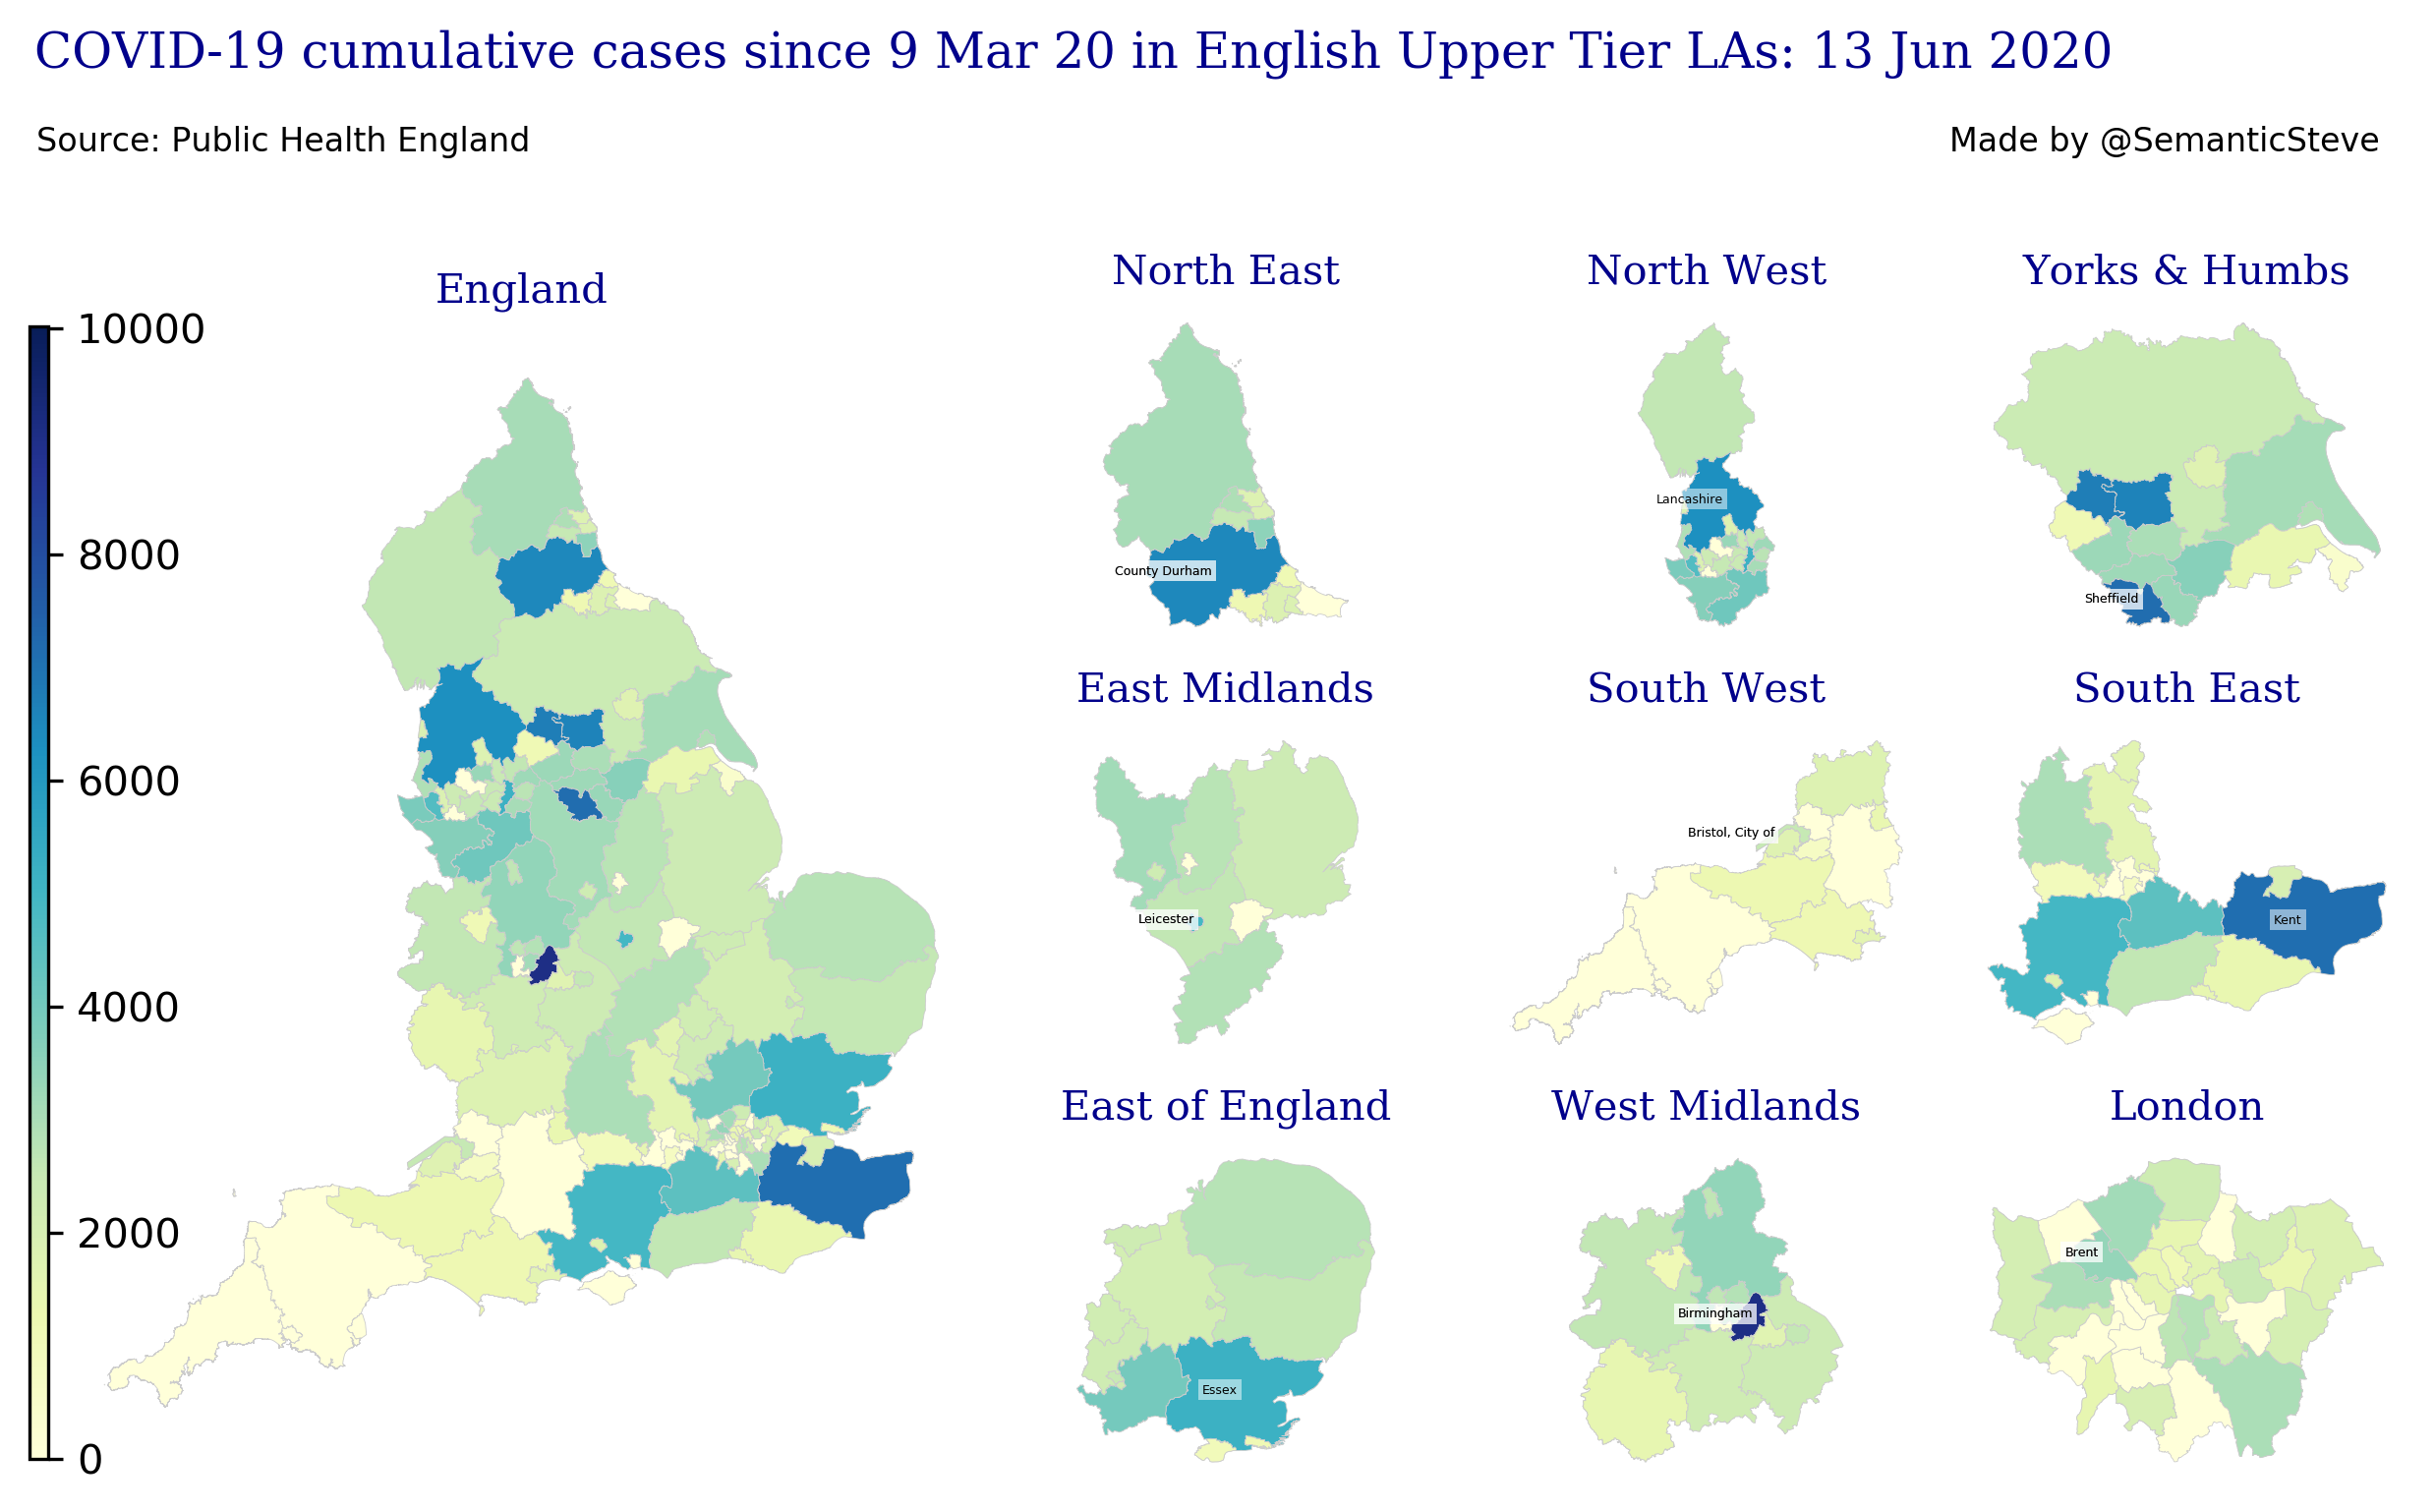 COVID-19 cumulative cases since 9 Mar 20 in English Upper Tier LAs: 13 Jun 2020
Source: Public Health England
Made by @SemanticSteve
England
10000
8000
6000
4000
2000
0
North East
County Durham
North West
Lancashire
Yorks & Humbs
Sheffield
East Midlands
Leicester
South West
Bristol, City of
South East
Kent
East of England
Essex
West Midlands
Birmingham
London
Brent